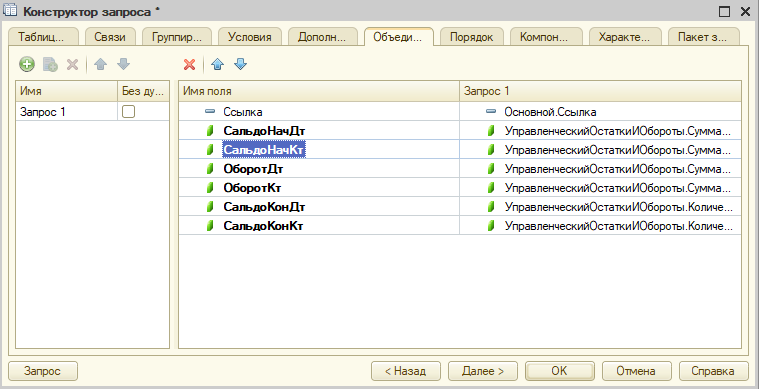 Конструктор запроса *
Таблиц... Связи Группир... Условия Дополн... Объеди... Порядок Компон... Характе... Пакет з...
Имя Без ду... Имя поля Запрос 1
Запрос 1 Ссылка Основной.Ссылка
СальдоНачДт УправленческийОстаткиИОбороты.Сумма...
СальдоНачКт УправленческийОстаткиИОбороты.Сумма...
ОборотДт УправленческийОстаткиИОбороты.Сумма...
ОборотКт УправленческийОстаткиИОбороты.Сумма...
СальдоКонДт УправленческийОстаткиИОбороты.Количе...
СальдоКонКт УправленческийОстаткиИОбороты.Количе...
Запрос < Назад Далее > OK Отмена Справка